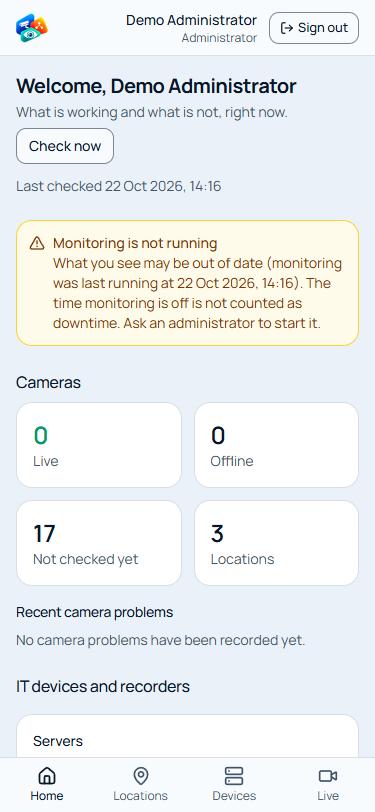 Demo Administrator
Administrator
Sign out
Welcome, Demo Administrator
What is working and what is not, right now.
Check now
Last checked 22 Oct 2026, 14:16
Monitoring is not running
What you see may be out of date (monitoring
was last running at 22 Oct 2026, 14:16). The
time monitoring is off is not counted as
downtime. Ask an administrator to start it.
Cameras
0
Live
0
Offline
17
Not checked yet
3
Locations
Recent camera problems
No camera problems have been recorded yet.
IT devices and recorders
Servers
Home
Locations
Devices
Live